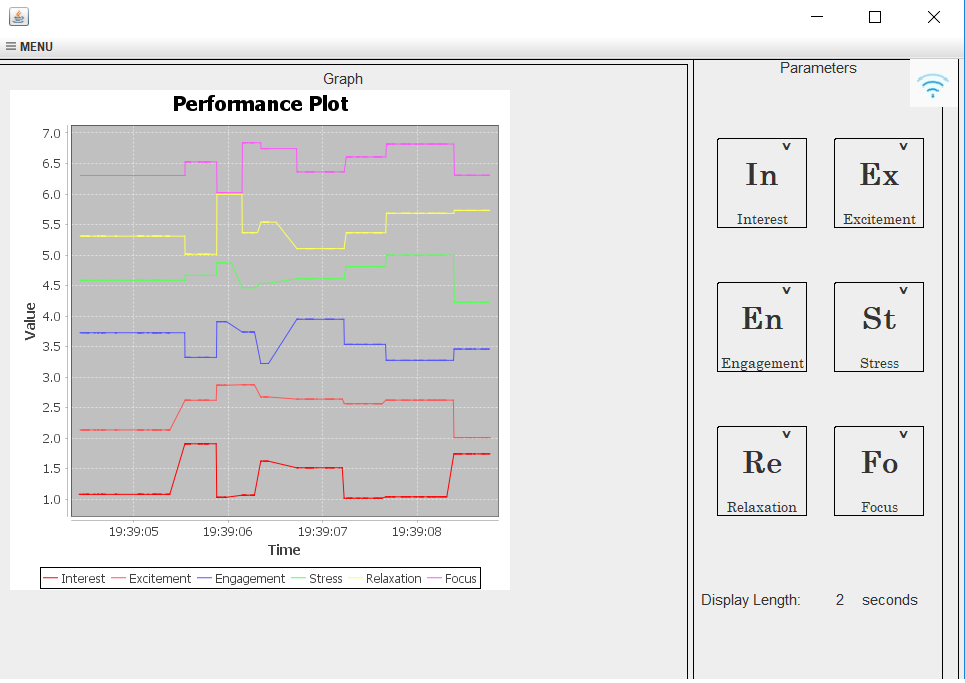 MENU
Graph
Parameters
Performance Plot
7.0
6.5
6.0
5.5
5.0
4.5
4.0
3.5
3.0
2.5
2.0
1.5
1.0
Value
19:39:05 19:39:06 19:39:07 19:39:08
Time
Interest Excitement Engagement Stress Relaxation Focus
v v
In Ex
Interest Excitement
v v
En St
Engagement Stress
v v
Re Fo
Relaxation Focus
Display Length: 2 seconds